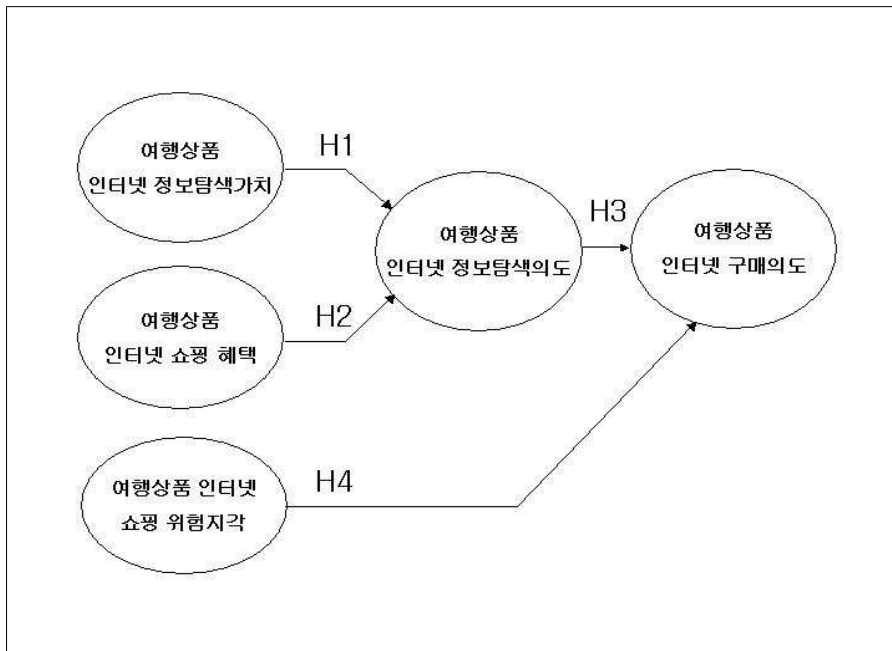 여행상품
인터넷 정보탐색가치
H1
여행상품
인터넷 정보탐색의도
H3
여행상품
인터넷 구매의도
여행상품
인터넷 쇼핑 혜택
H2
여행상품 인터넷
쇼핑 위험지각
H4